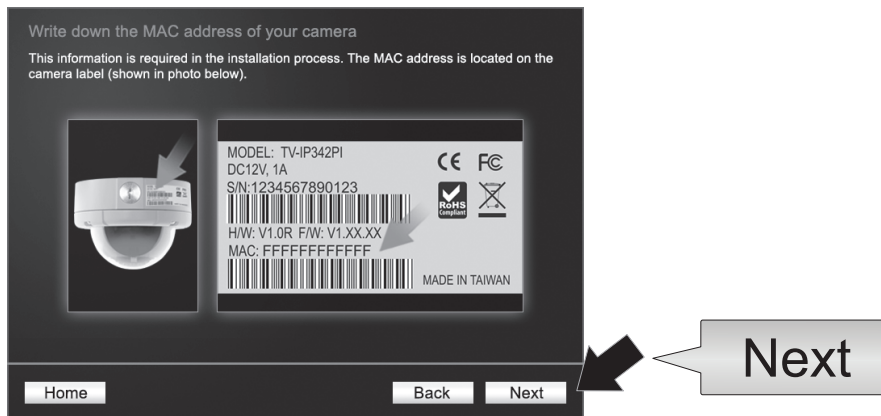 Write down the MAC address of your camera
This information is required in the installation process. The MAC address is located on the
camera label (shown in photo below).
MODEL: TV-IP342PI
DC12V, 1A
S/N:1234567890123
H/W: V1.0R F/W: V1.XX.XX
MAC: FFFFFFFFFFFF
CE FC
RoHS
Compliant
MADE IN TAIWAN
Home
Back
Next
Next